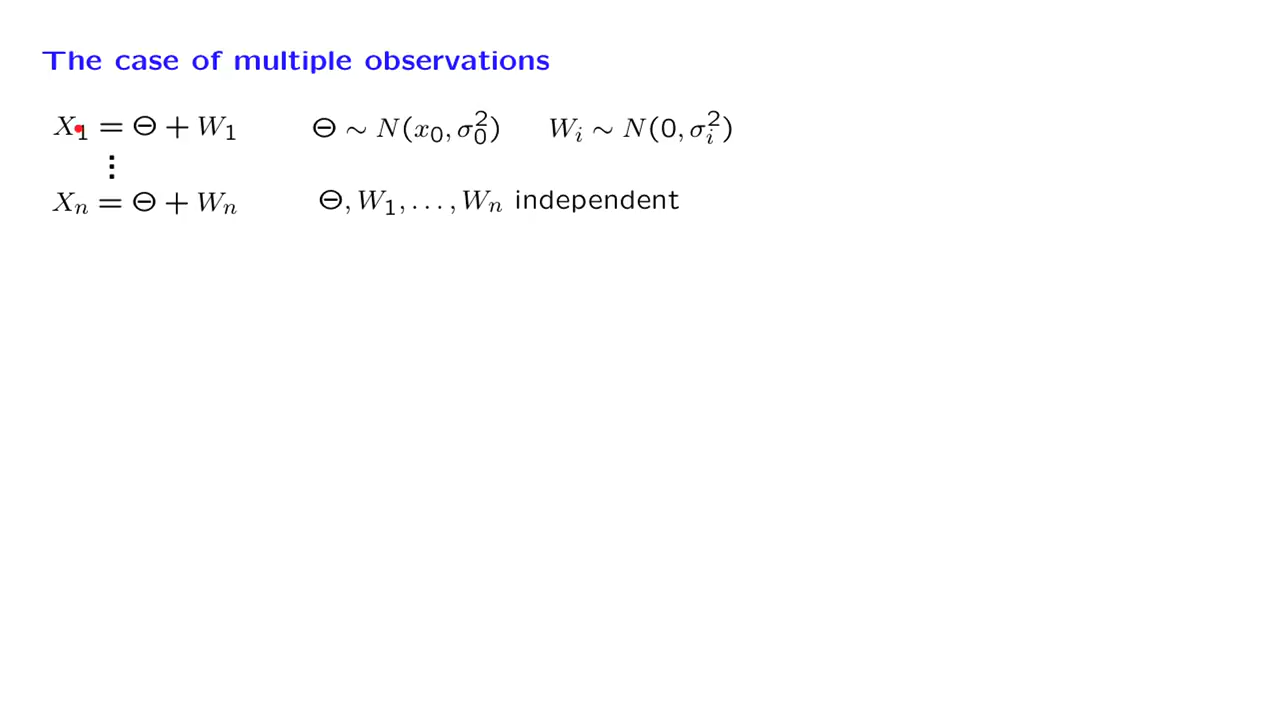 The case of multiple observations
X₁ = Θ + W₁   Θ ∼ N(x₀, σ₀²)   Wᵢ ∼ N(0, σᵢ²)
⋮
Xₙ = Θ + Wₙ   Θ, W₁, . . . , Wₙ independent